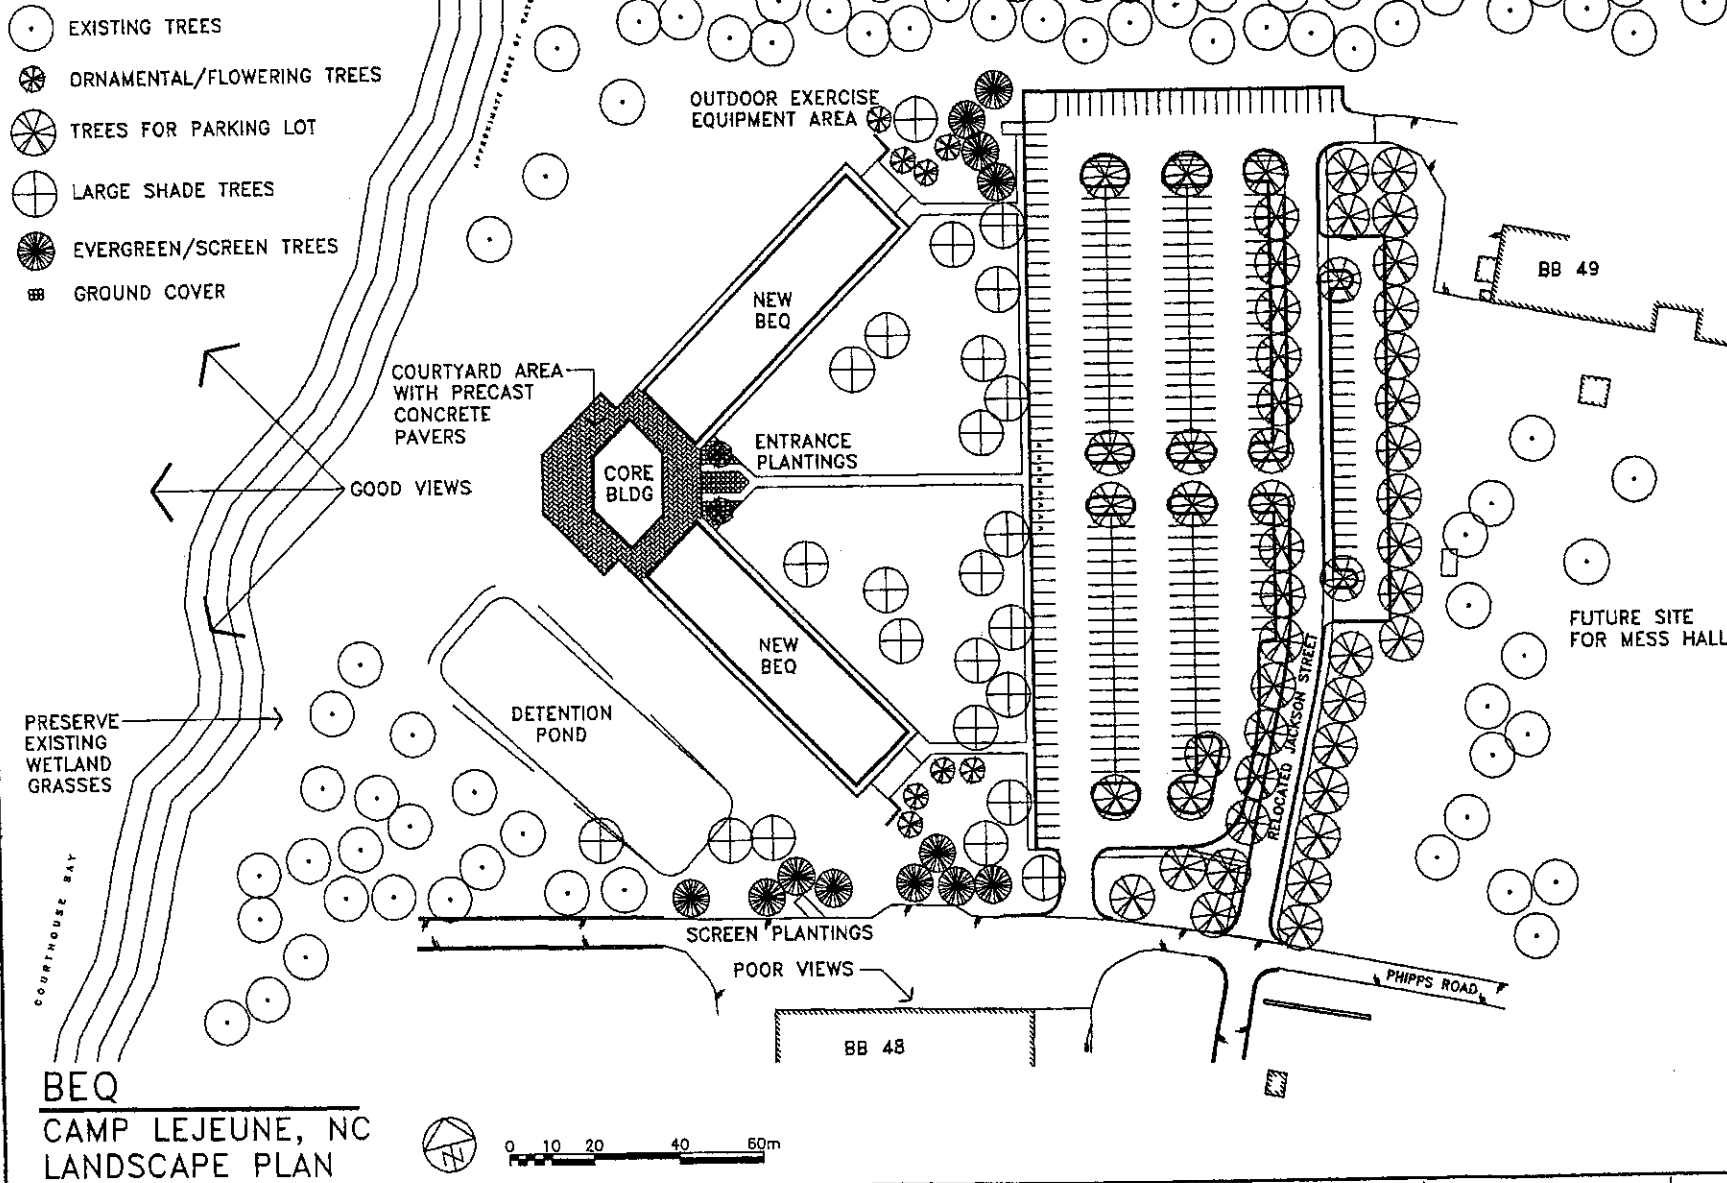 EXISTING TREES
ORNAMENTAL/FLOWERING TREES
TREES FOR PARKING LOT
LARGE SHADE TREES
EVERGREEN/SCREEN TREES
GROUND COVER
APPROXIMATE EDGE OF
OUTDOOR EXERCISE
EQUIPMENT AREA
BB 49
NEW
BEQ
COURTYARD AREA
WITH PRECAST
CONCRETE
PAVERS
ENTRANCE
PLANTINGS
CORE
BLDG
GOOD VIEWS
NEW
BEQ
FUTURE SITE
FOR MESS HALL
RELOCATED JACKSON STREET
DETENTION
POND
PRESERVE
EXISTING
WETLAND
GRASSES
COURTHOUSE BAY
SCREEN PLANTINGS
POOR VIEWS
PHIPPS ROAD
BB 48
BEQ
CAMP LEJEUNE, NC
LANDSCAPE PLAN
N
0 10 20 40 60m